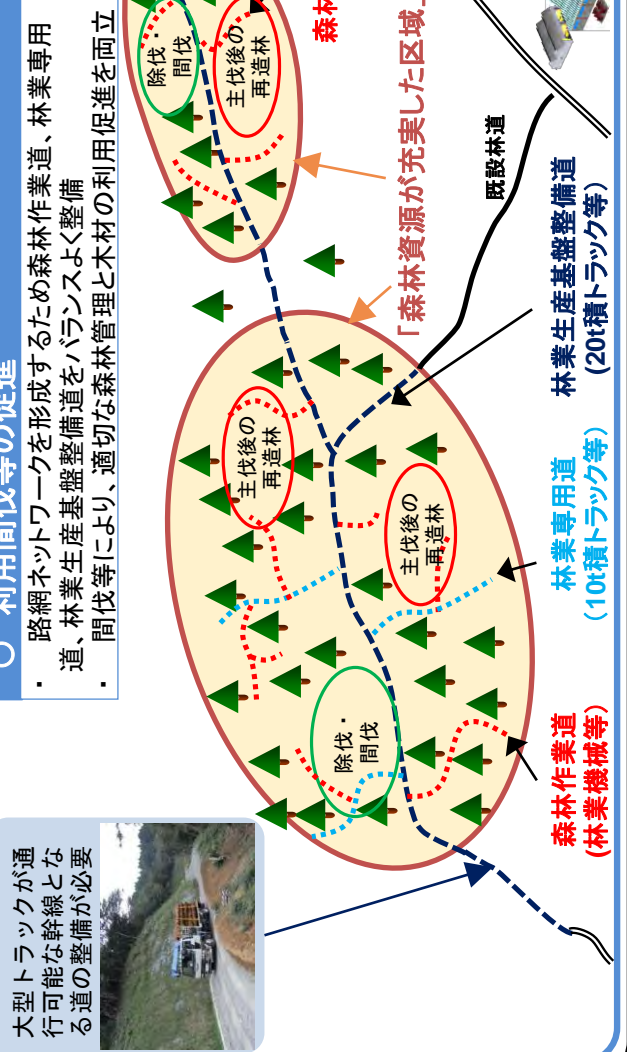 ○ 利用間伐等の促進
・ 路網ネットワークを形成するため森林作業道、林業専用
道、林業生産基盤整備道をバランスよく整備
・ 間伐等により、適切な森林管理と木材の利用促進を両立
大型トラックが通
行可能な幹線とな
る道の整備が必要
除伐・
間伐
主伐後の
再造林
主伐後の
再造林
除伐・
間伐
主伐後の
再造林
森林
「森林資源が充実した区域」
既設林道
森林作業道
(林業機械等)
林業専用道
(10t積トラック等)
林業生産基盤整備道
(20t積トラック等)